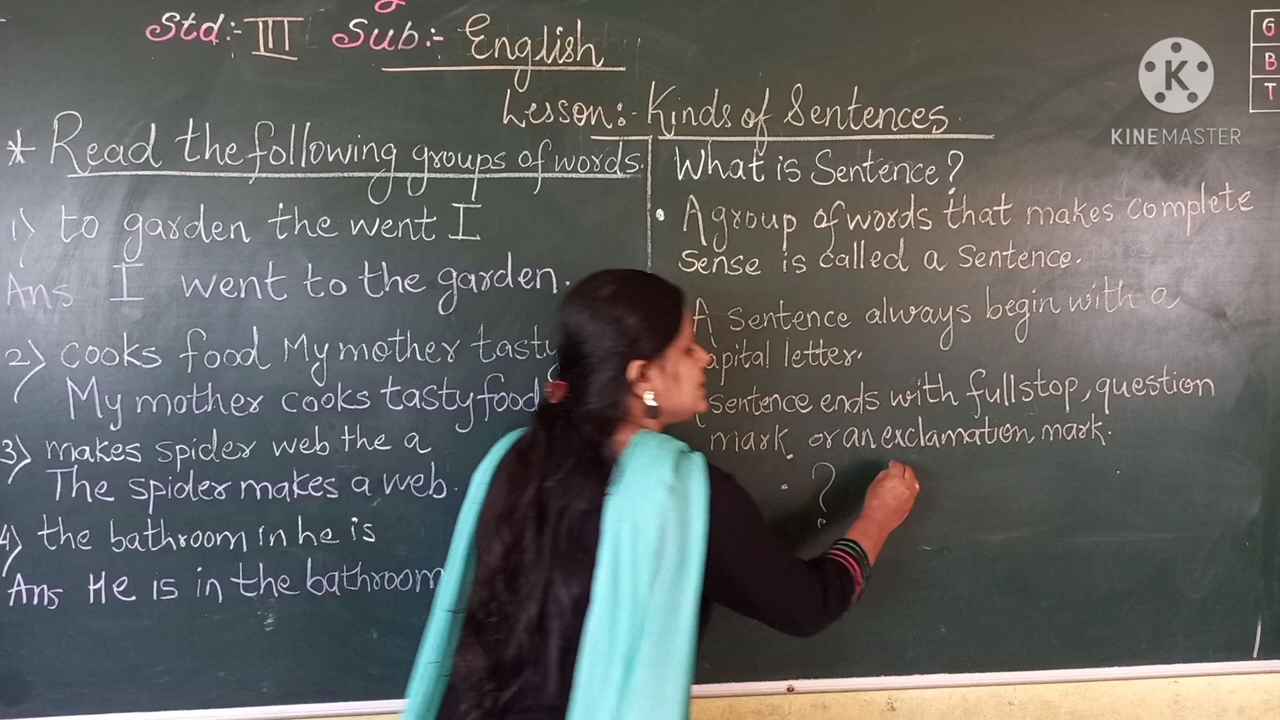 Std:- III Sub:- English
Lesson:- Kinds of Sentences.
* Read the following groups of words.
1) to garden the went I
Ans I went to the garden.
2) cooks food My mother tasty
My mother cooks tasty food
3) makes spider web the a
The spider makes a web.
4) the bathroom in he is
Ans He is in the bathroom
What is Sentence?
• A group of words that makes complete
sense is called a Sentence.
A Sentence always begin with a
apital letter.
sentence ends with fullstop, question
mark or an exclamation mark.
. ?
G
B
T
K
KINEMASTER